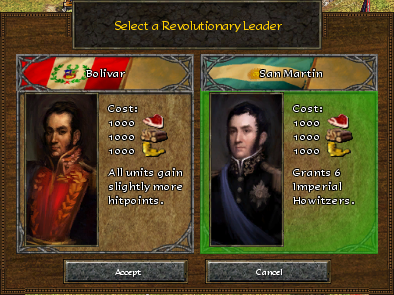 Select a Revolutionary Leader
Bolivar
Cost:
1000
1000
1000
All units gain
slightly more
hitpoints.
San Martin
Cost:
1000
1000
1000
Grants 6
Imperial
Howitzers.
Accept
Cancel